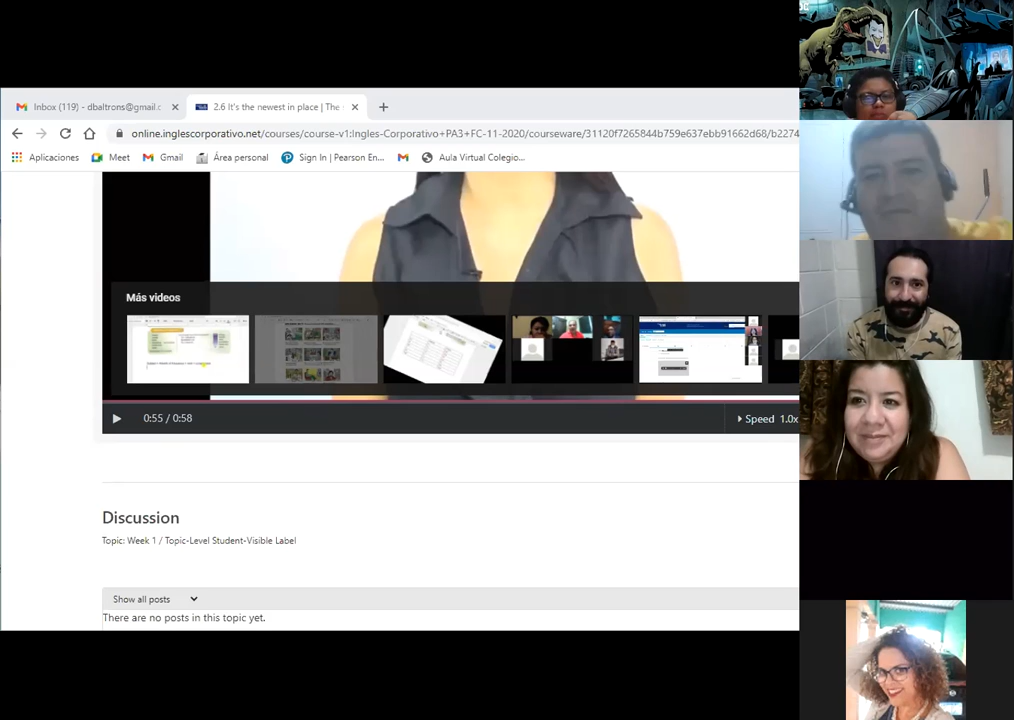 Inbox (119) - dbaltrons@gmail.c
2.6 It's the newest in place | The
online.inglescorporativo.net/courses/course-v1:Ingles-Corporativo+PA3+FC-11-2020/courseware/31120f7265844b759e637ebb91662d68/b2274
Aplicaciones Meet Gmail Área personal Sign In | Pearson En... Aula Virtual Colegio...
Más videos
0:55 / 0:58
Speed 1.0x
Discussion
Topic: Week 1 / Topic-Level Student-Visible Label
Show all posts
There are no posts in this topic yet.